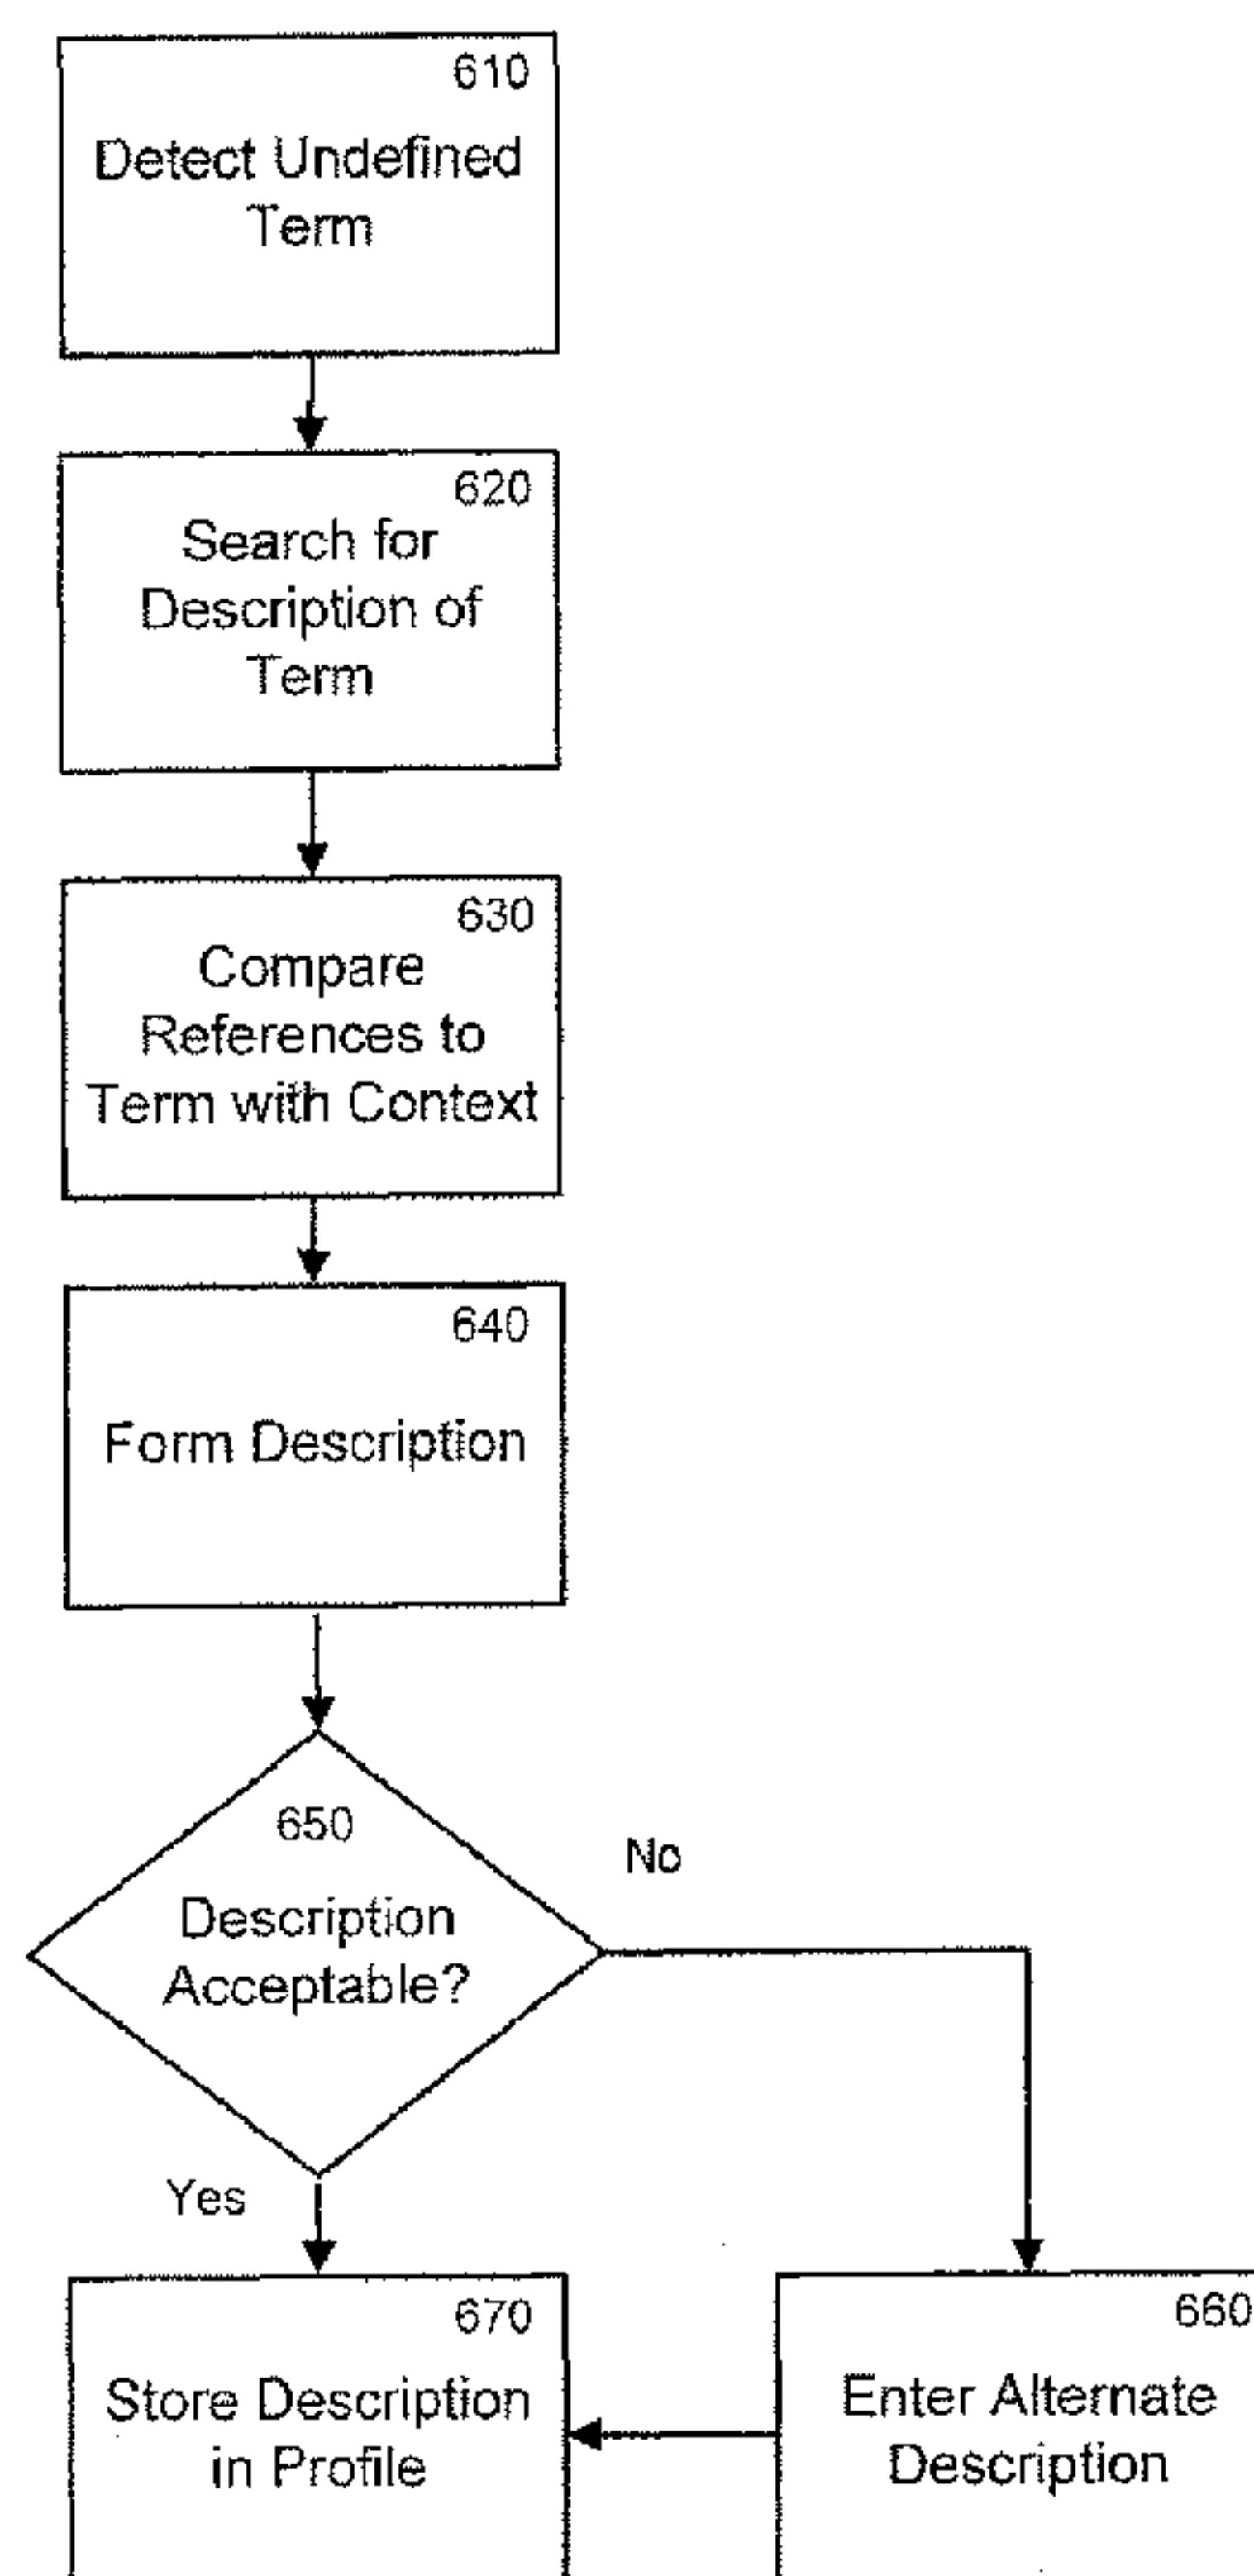 610
Detect Undefined
Term
620
Search for
Description of
Term
630
Compare
References to
Term with Context
640
Form Description
650
Description
Acceptable?
No
Yes
670
Store Description
in Profile
660
Enter Alternate
Description